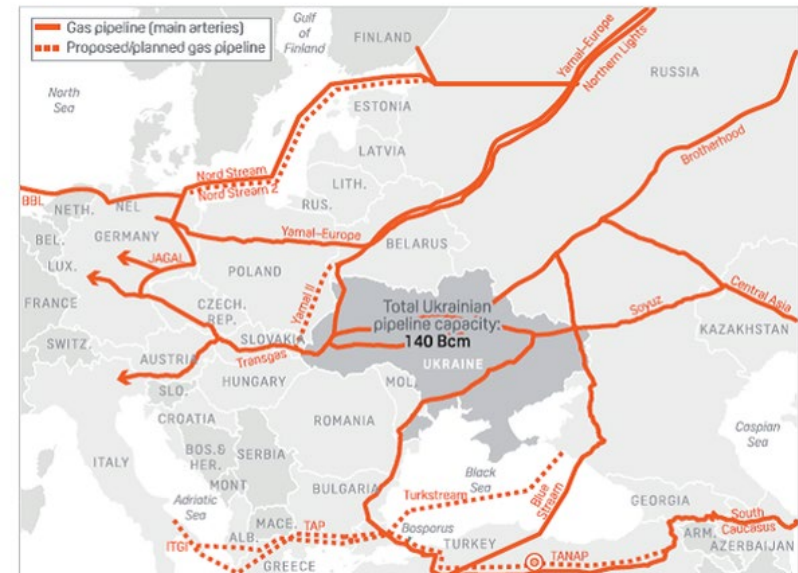 Gas pipeline (main arteries)
Proposed/planned gas pipeline
Gulf
of
Finland
FINLAND
Yamal–Europe
Northern Lights
RUSSIA
North
Sea
ESTONIA
LATVIA
Brotherhood
Nord Stream
Nord Stream 2
LITH.
RUS.
BBL
NETH.
NEL
BEL.
GERMANY
Yamal–Europe
BELARUS
JAGAL
LUX.
POLAND
Yamal II
Total Ukrainian
pipeline capacity:
140 Bcm
Soyuz
Central Asia
FRANCE
CZECH.
REP.
SLOVAKIA
Transgas
UKRAINE
KAZAKHSTAN
SWITZ.
AUSTRIA
HUNGARY
MOL.
SLO.
CROATIA
ROMANIA
ITALY
BOS.&
HER.
SERBIA
Caspian
Sea
MONT
Black
Sea
Adriatic
Sea
BULGARIA
Turkstream
Blue
Stream
GEORGIA
MACE.
TAP
Bosporus
South
Caucasus
ITGI
ALB.
GREECE
TURKEY
TANAP
ARM.
AZERBAIJAN